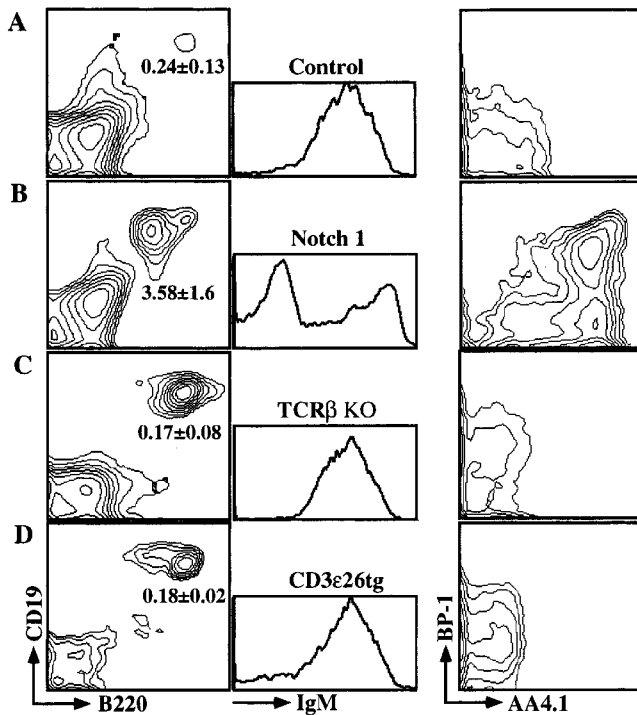 A
0.24±0.13
Control
B
3.58±1.6
Notch 1
C
0.17±0.08
TCRβ KO
D
0.18±0.02
CD3ε26tg
CD19
B220
IgM
BP-1
AA4.1